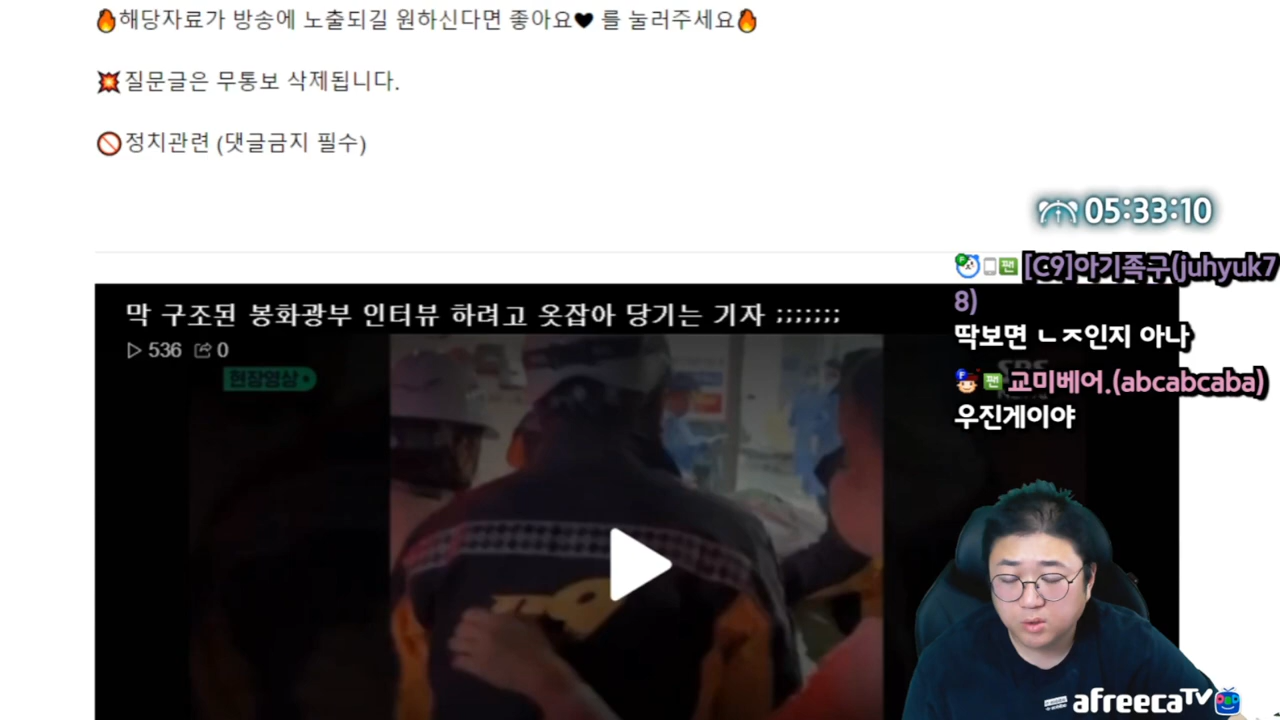 🔥해당자료가 방송에 노출되길 원하신다면 좋아요🖤 를 눌러주세요🔥
💥질문글은 무통보 삭제됩니다.
🚫정치관련 (댓글금지 필수)
05:33:10
[C9]아기족구(juhyuk7
8)
딱보면 ㄴㅈ인지 아나
교미베어.(abcabcaba)
우진게이야
막 구조된 봉화광부 인터뷰 하려고 옷잡아 당기는 기자 ;;;;;;;
536 0
현장영상
SBS
afreecaTV